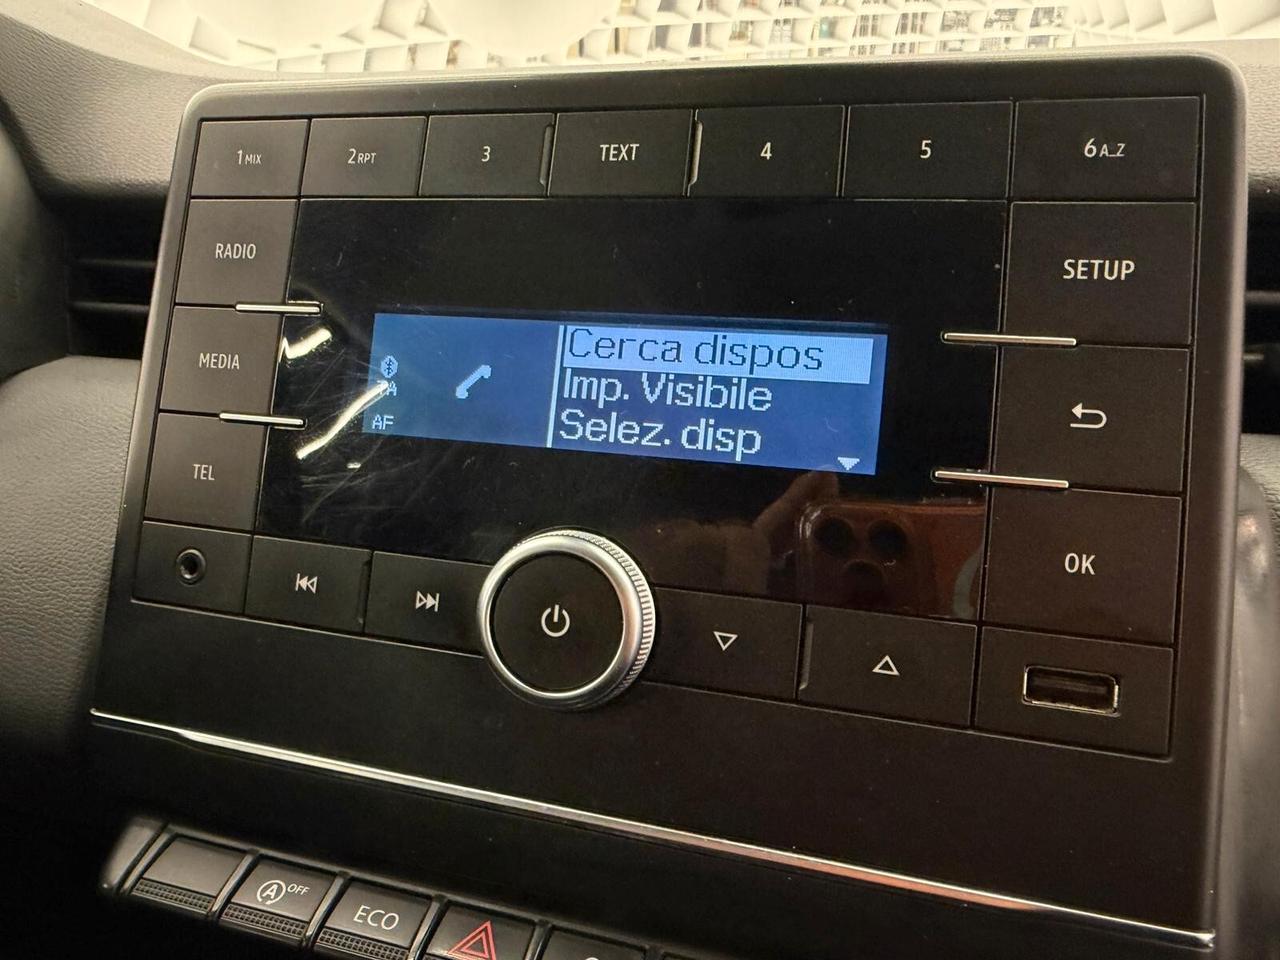 1 MIX
2 RPT
3
TEXT
4
5
6 A_Z
RADIO
SETUP
MEDIA
Cerca dispos
Imp. Visibile
Selez. disp
AF
TEL
OK
A OFF
ECO